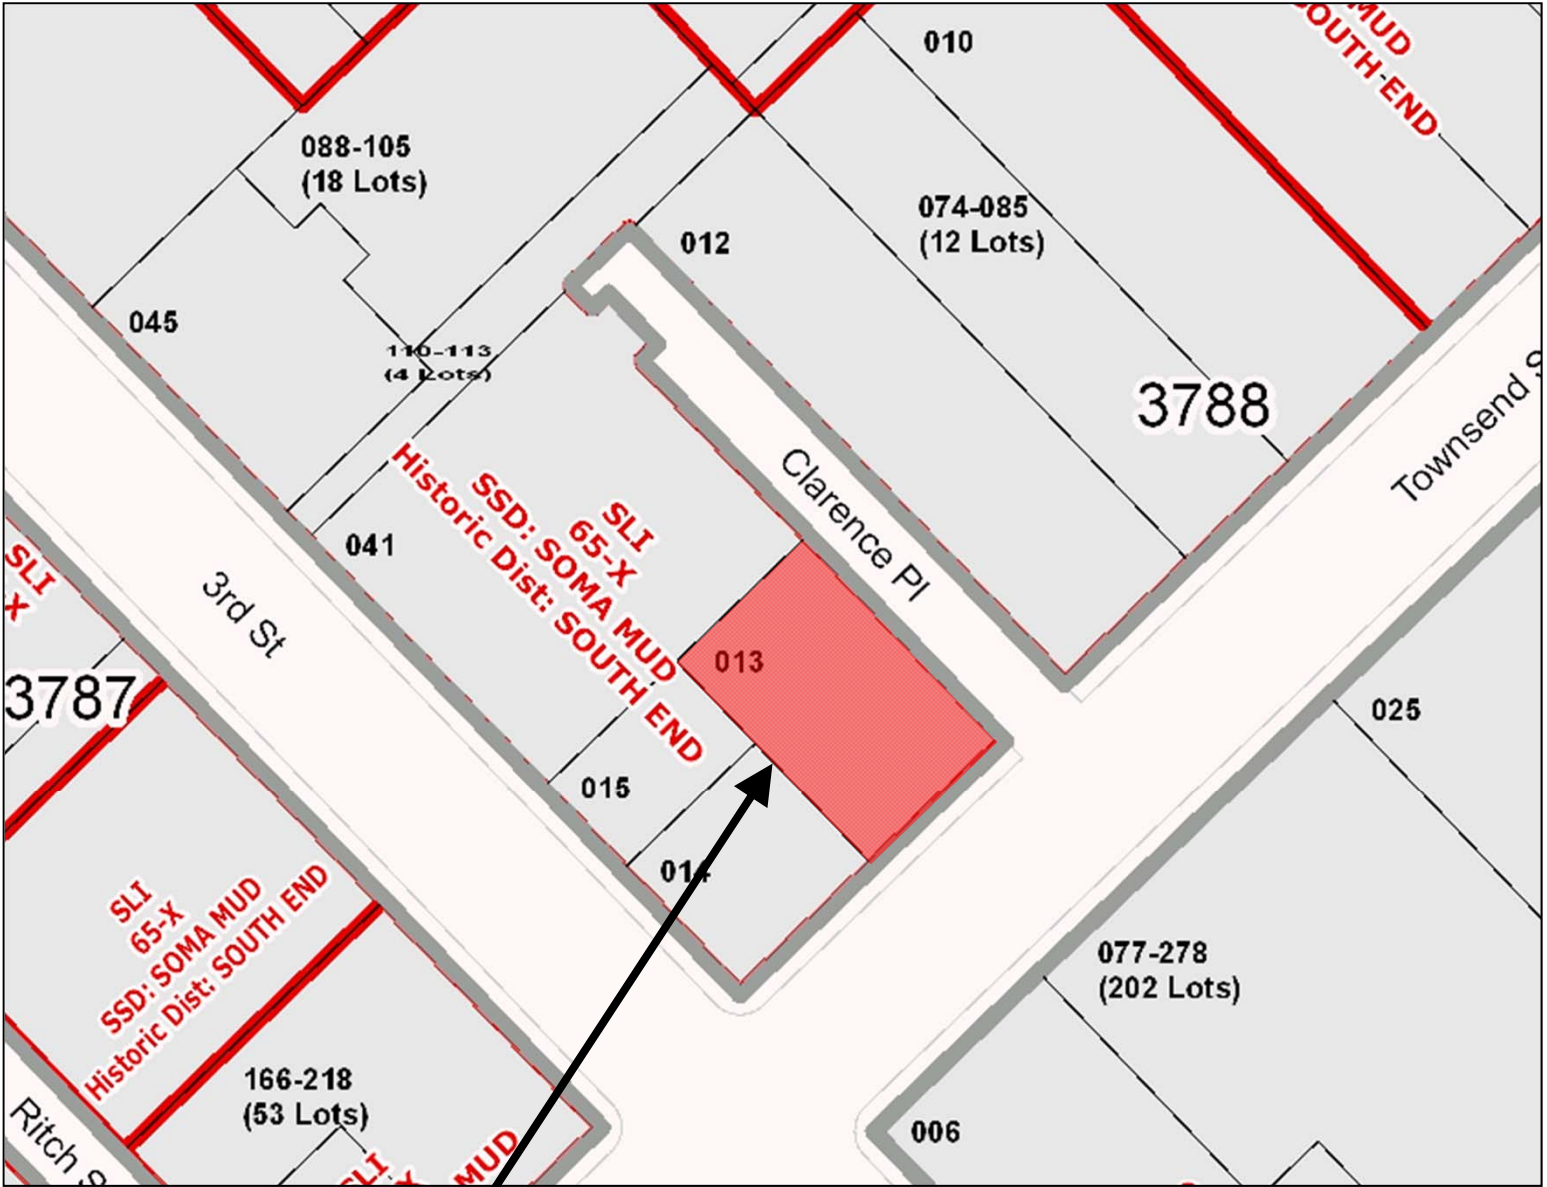 MUD
SOUTH END
010
088-105
(18 Lots)
074-085
(12 Lots)
012
045
110-113
(4 Lots)
3788
Townsend S
Clarence Pl
SLI
65-X
SSD: SOMA MUD
Historic Dist: SOUTH END
041
SLI
X
3rd St
013
3787
025
015
014
SLI
65-X
SSD: SOMA MUD
Historic Dist: SOUTH END
077-278
(202 Lots)
166-218
(53 Lots)
006
Ritch S
SLI
X
MUD